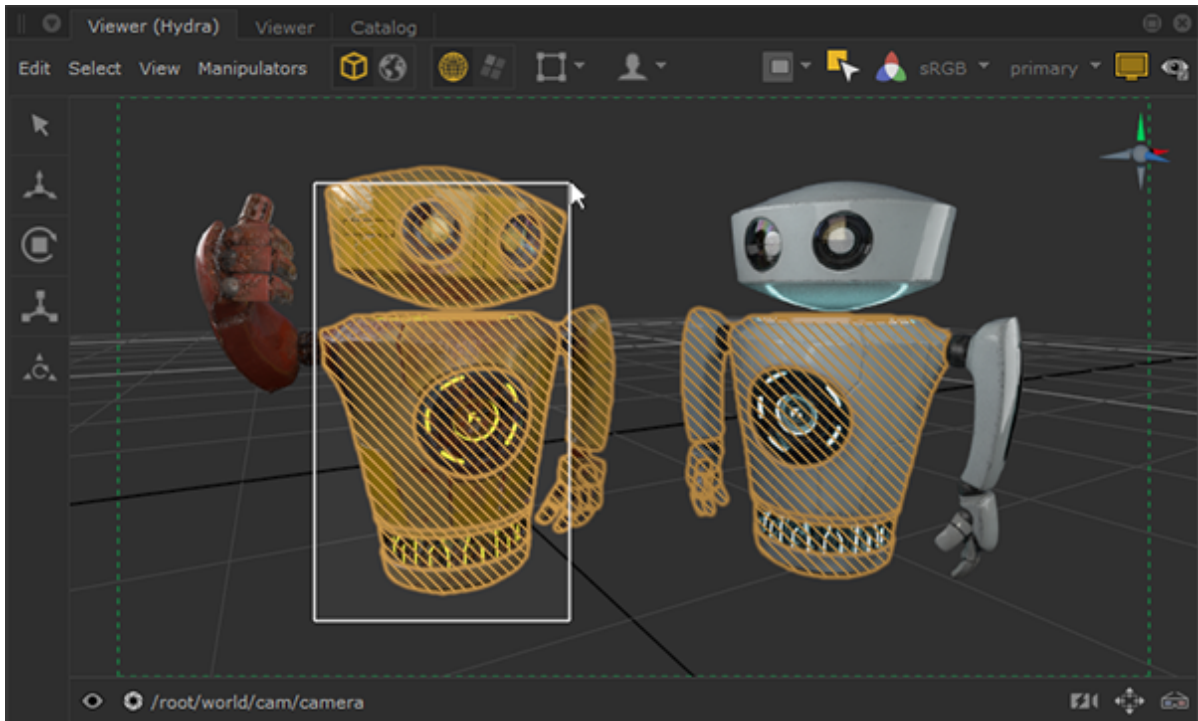 Viewer (Hydra) Viewer Catalog
Edit Select View Manipulators sRGB primary
/root/world/cam/camera